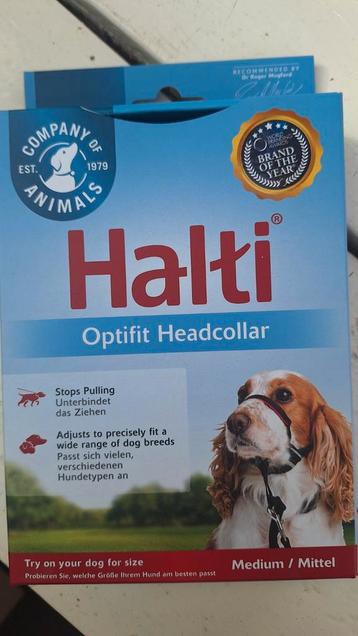 RECOMMENDED BY
Dr Roger Mugford
COMPANY OF
EST. 1979
ANIMALS
BRAND
OF THE
YEAR
Halti®
Optifit Headcollar
Stops Pulling
Unterbindet
das Ziehen
Adjusts to precisely fit a
wide range of dog breeds
Passt sich vielen,
verschiedenen
Hundetypen an
Try on your dog for size
Probieren Sie, welche Größe Ihrem Hund am besten passt
Medium / Mittel